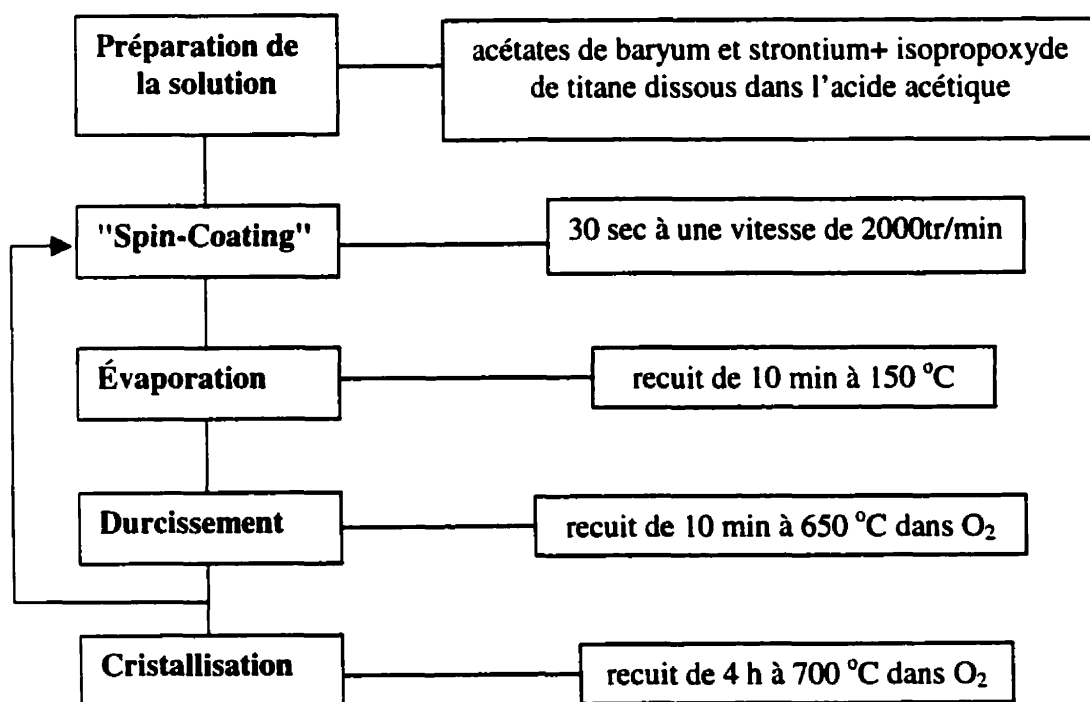 Préparation de
la solution
acétates de baryum et strontium+ isopropoxyde
de titane dissous dans l'acide acétique
"Spin-Coating"
30 sec à une vitesse de 2000tr/min
Évaporation
recuit de 10 min à 150 °C
Durcissement
recuit de 10 min à 650 °C dans O₂
Cristallisation
recuit de 4 h à 700 °C dans O₂